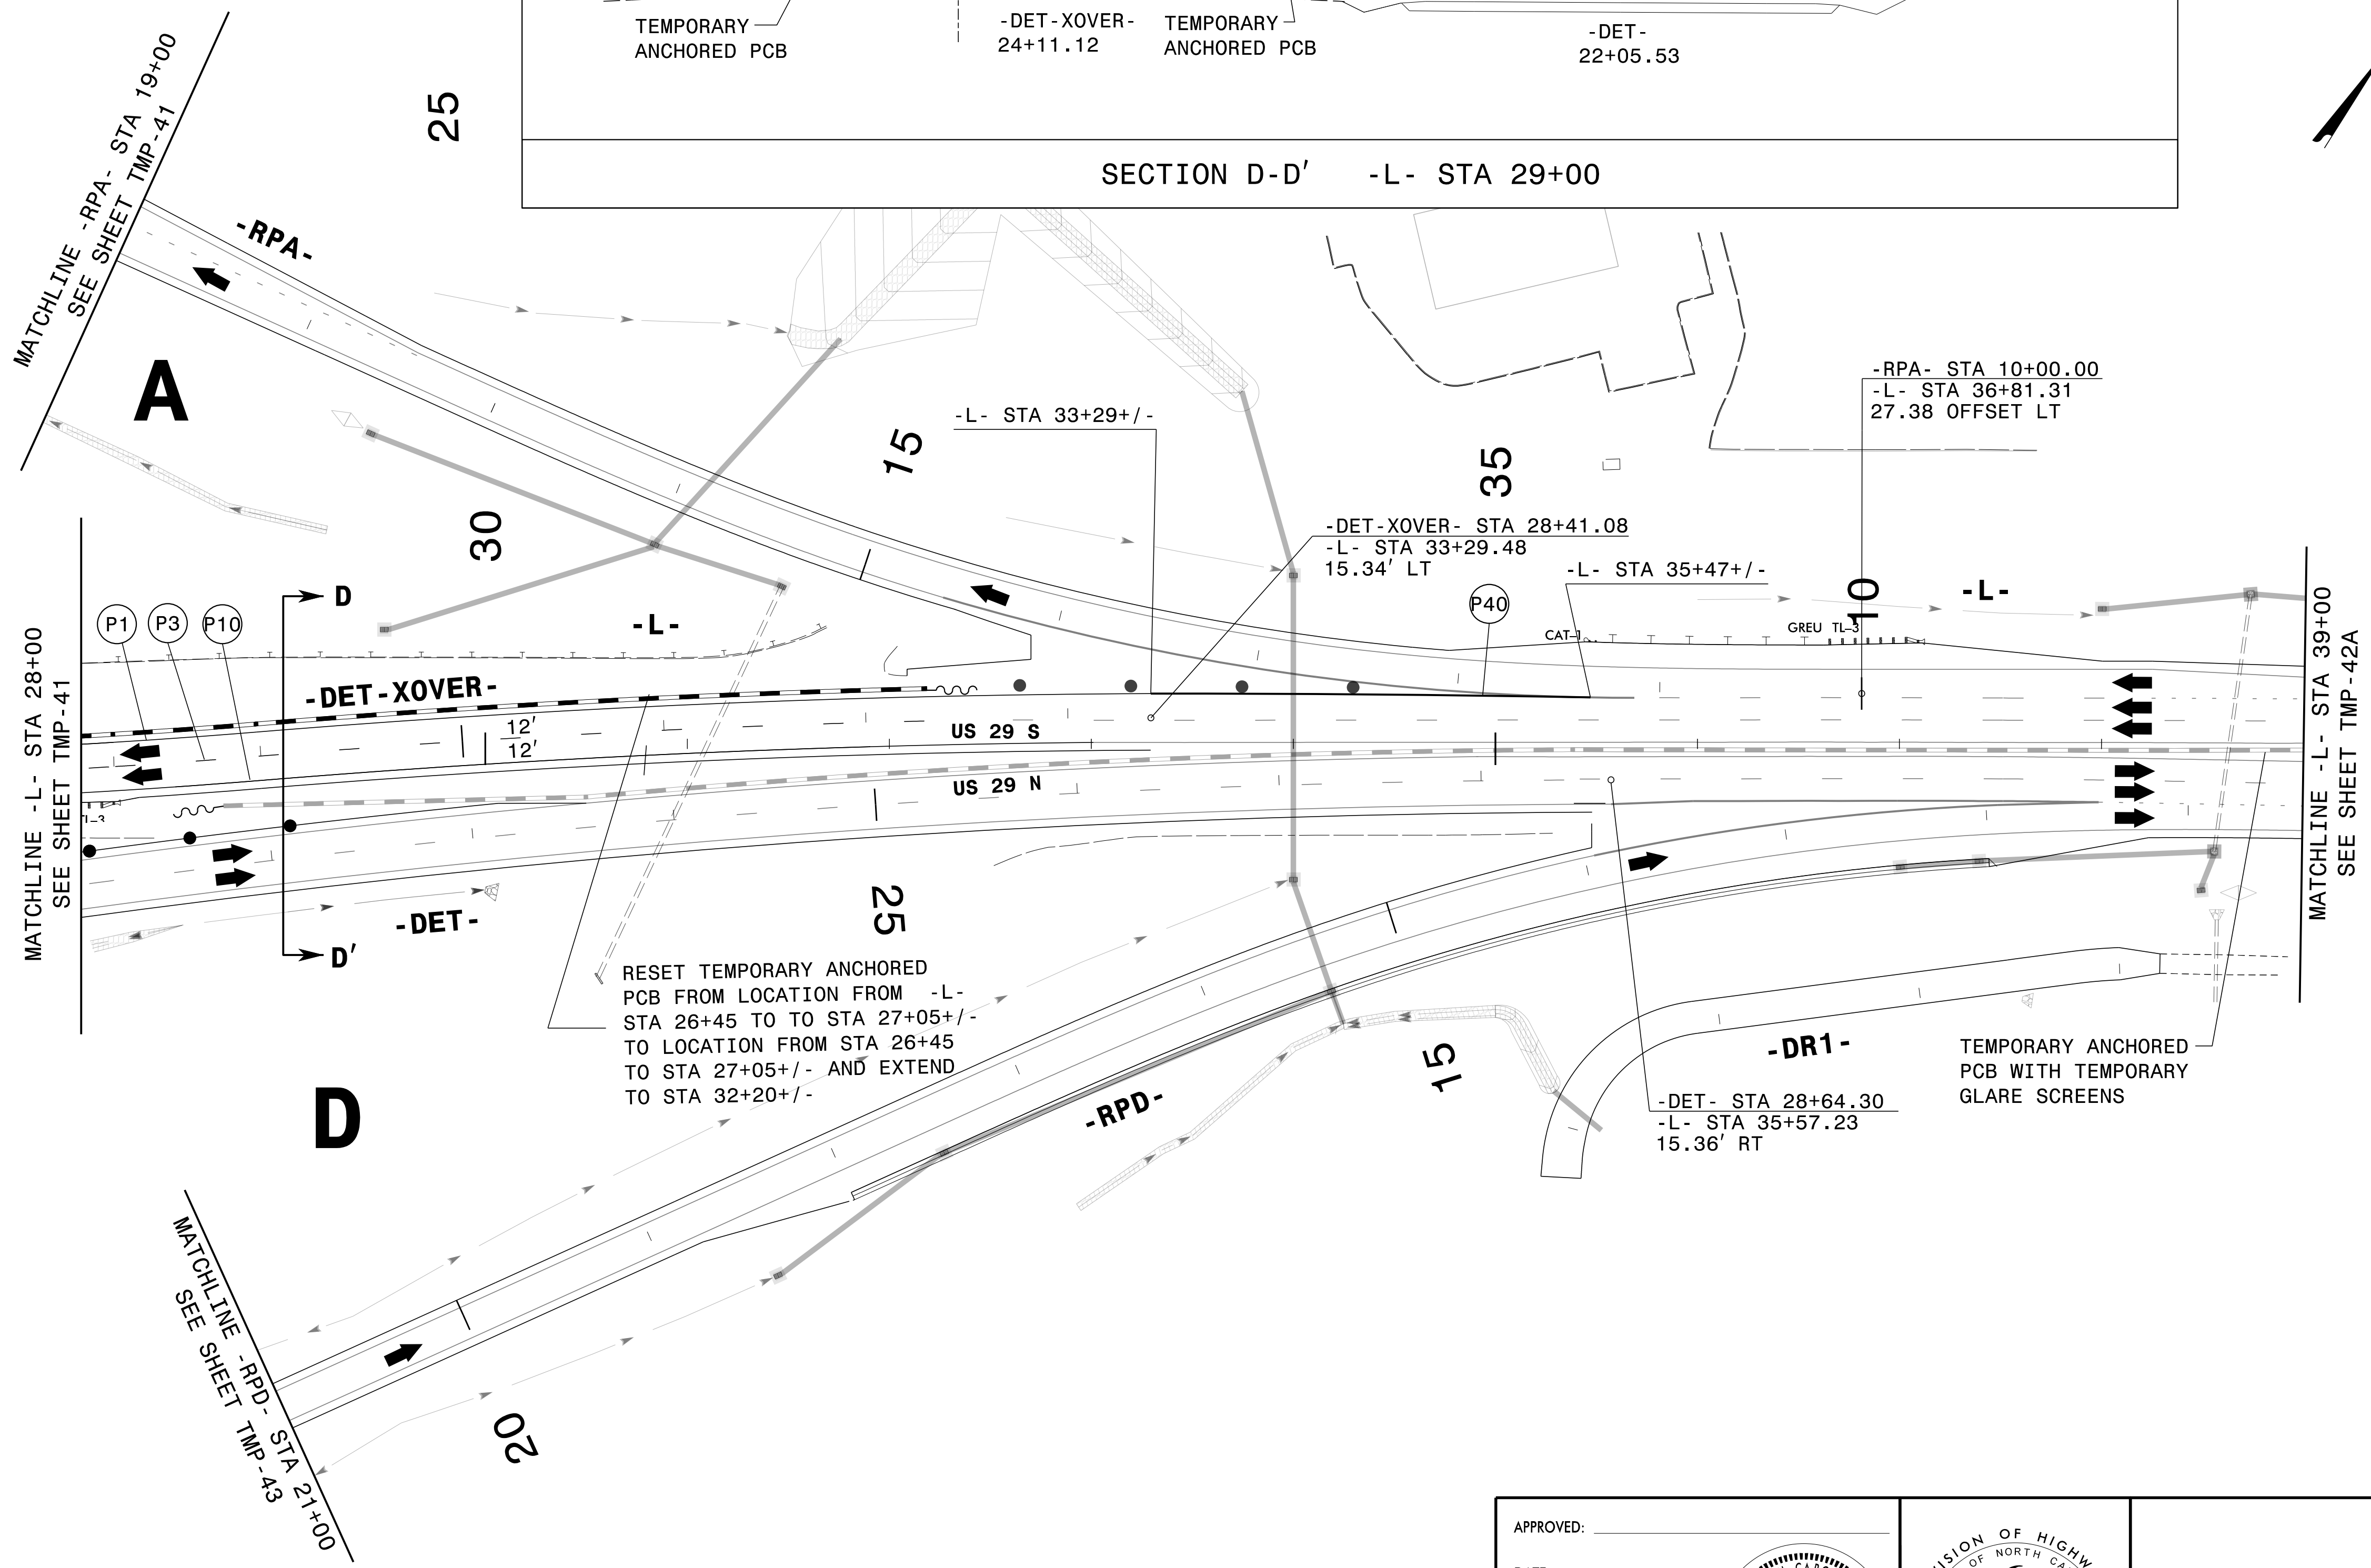 TEMPORARY
ANCHORED PCB
-DET-XOVER-
24+11.12
TEMPORARY
ANCHORED PCB
-DET-
22+05.53
SECTION D-D' -L- STA 29+00
MATCHLINE -RPA- STA 19+00
SEE SHEET TMP-41
25
-RPA-
A
-L- STA 33+29+/-
15
35
-RPA- STA 10+00.00
-L- STA 36+81.31
27.38 OFFSET LT
30
-DET-XOVER- STA 28+41.08
-L- STA 33+29.48
15.34' LT
-L- STA 35+47+/-
10
-L-
P40
CAT-1
GREU TL-3
D
P1
P3
P10
-L-
MATCHLINE -L- STA 28+00
SEE SHEET TMP-41
MATCHLINE -L- STA 39+00
SEE SHEET TMP-42A
-DET-XOVER-
12'
12'
US 29 S
US 29 N
TL-3
-DET-
25
D'
RESET TEMPORARY ANCHORED
PCB FROM LOCATION FROM -L-
STA 26+45 TO TO STA 27+05+/-
TO LOCATION FROM STA 26+45
TO STA 27+05+/- AND EXTEND
TO STA 32+20+/-
15
-DR1-
TEMPORARY ANCHORED
PCB WITH TEMPORARY
GLARE SCREENS
-RPD-
-DET- STA 28+64.30
-L- STA 35+57.23
15.36' RT
D
MATCHLINE -RPD- STA 21+00
SEE SHEET TMP-43
20
APPROVED: